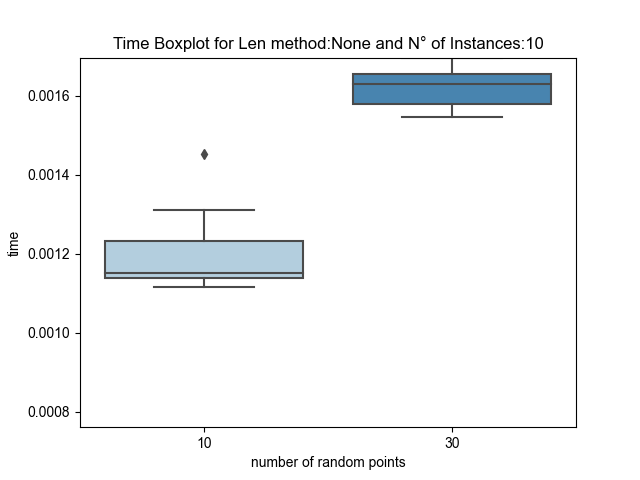 Time Boxplot for Len method:None and N° of Instances:10
0.0016
0.0014
0.0012
0.0010
0.0008
time
10
30
number of random points